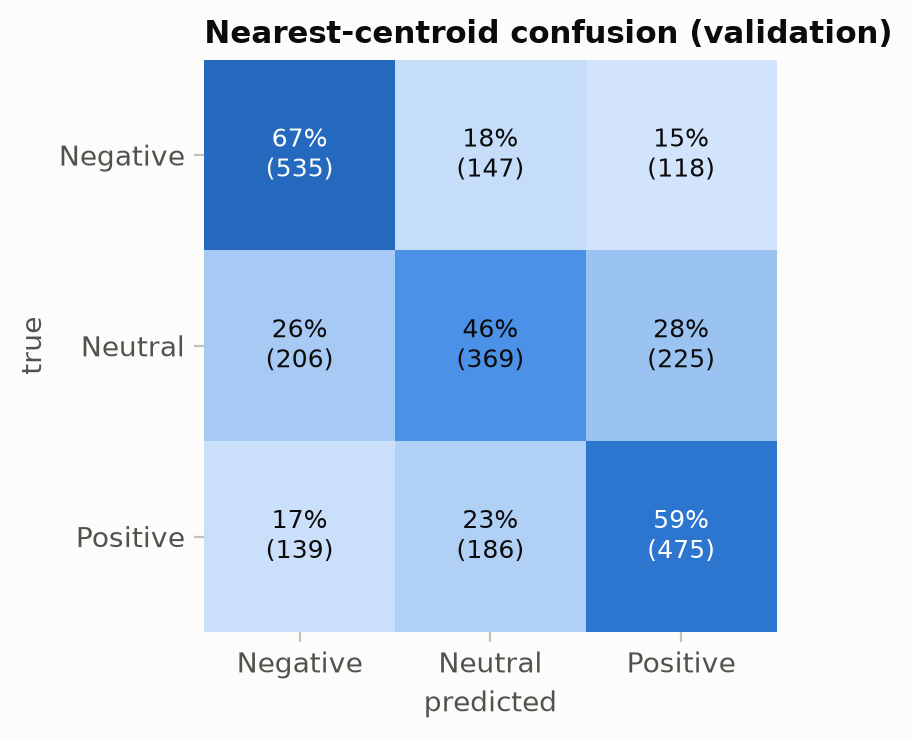 Nearest-centroid confusion (validation)
Negative
67%
(535)
18%
(147)
15%
(118)
true
Neutral
26%
(206)
46%
(369)
28%
(225)
Positive
17%
(139)
23%
(186)
59%
(475)
Negative
Neutral
Positive
predicted